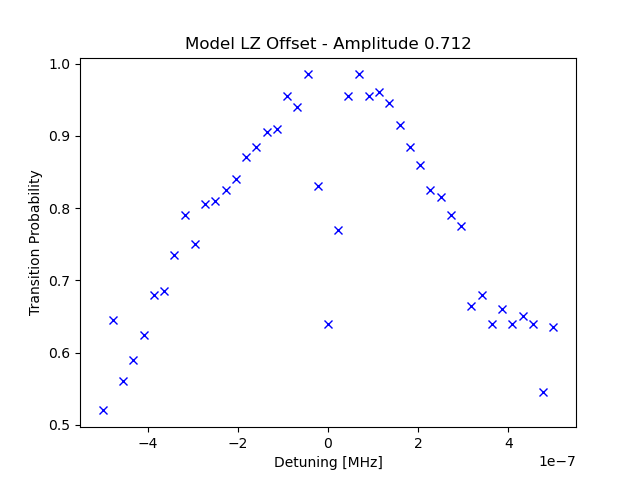 Model LZ Offset - Amplitude 0.712
1.0
0.9
0.8
0.7
0.6
0.5
Transition Probability
−4
−2
0
2
4
1e−7
Detuning [MHz]